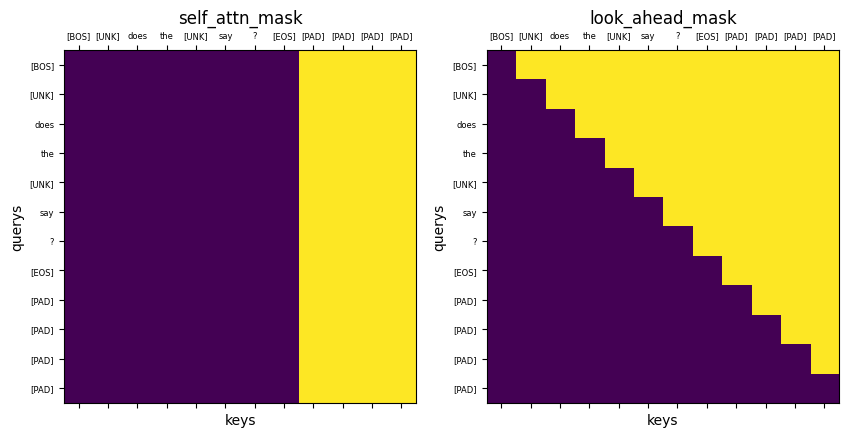 self_attn_mask
[BOS] [UNK] does the [UNK] say ? [EOS] [PAD] [PAD] [PAD] [PAD]
[BOS]
[UNK]
does
the
[UNK]
say
?
[EOS]
[PAD]
[PAD]
[PAD]
[PAD]
querys
keys
look_ahead_mask
[BOS] [UNK] does the [UNK] say ? [EOS] [PAD] [PAD] [PAD] [PAD]
[BOS]
[UNK]
does
the
[UNK]
say
?
[EOS]
[PAD]
[PAD]
[PAD]
[PAD]
querys
keys